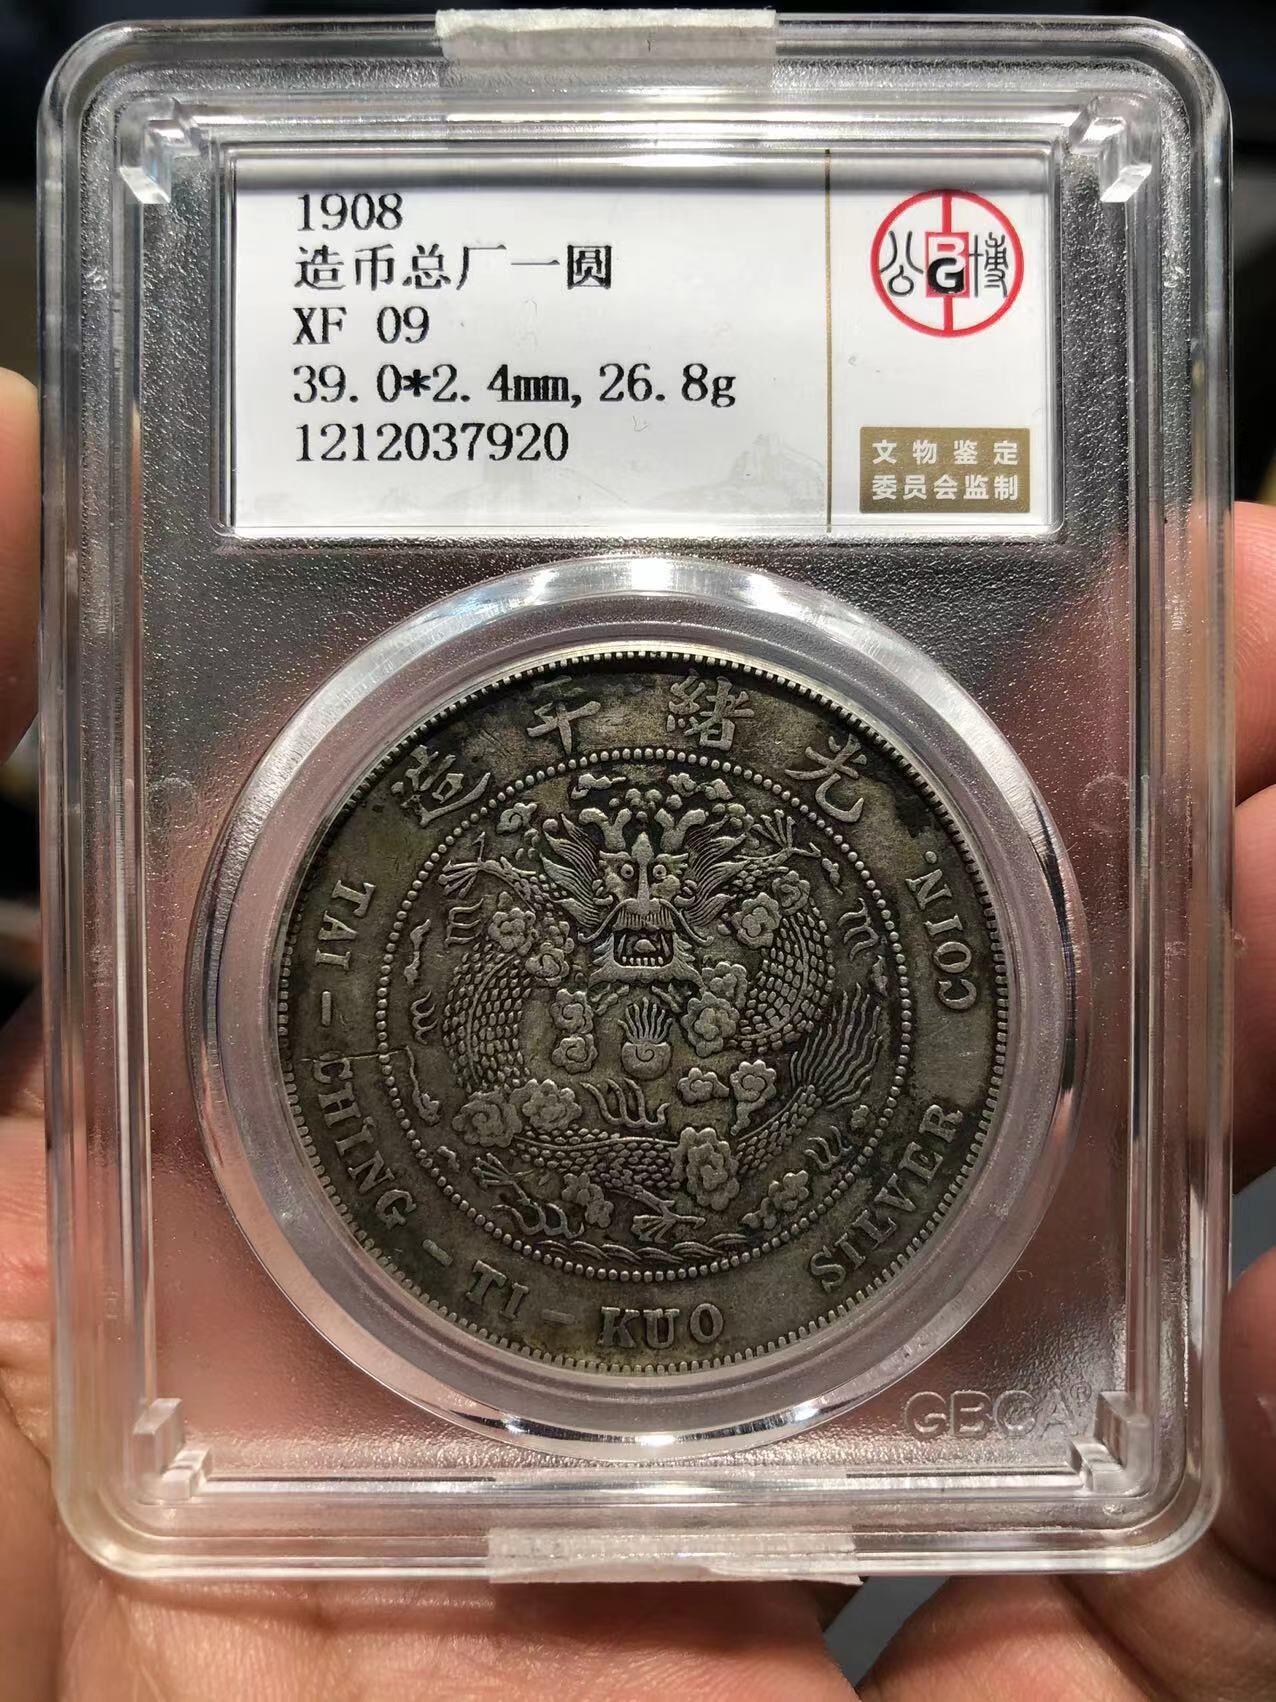 1908
造币总厂一圆
XF 09
39.0*2.4mm,26.8g
1212037920
公 BG 博
文物鉴定
委员会监制
造年緒光
TAI-CHING-TI-KUO SILVER COIN.
GBCA®